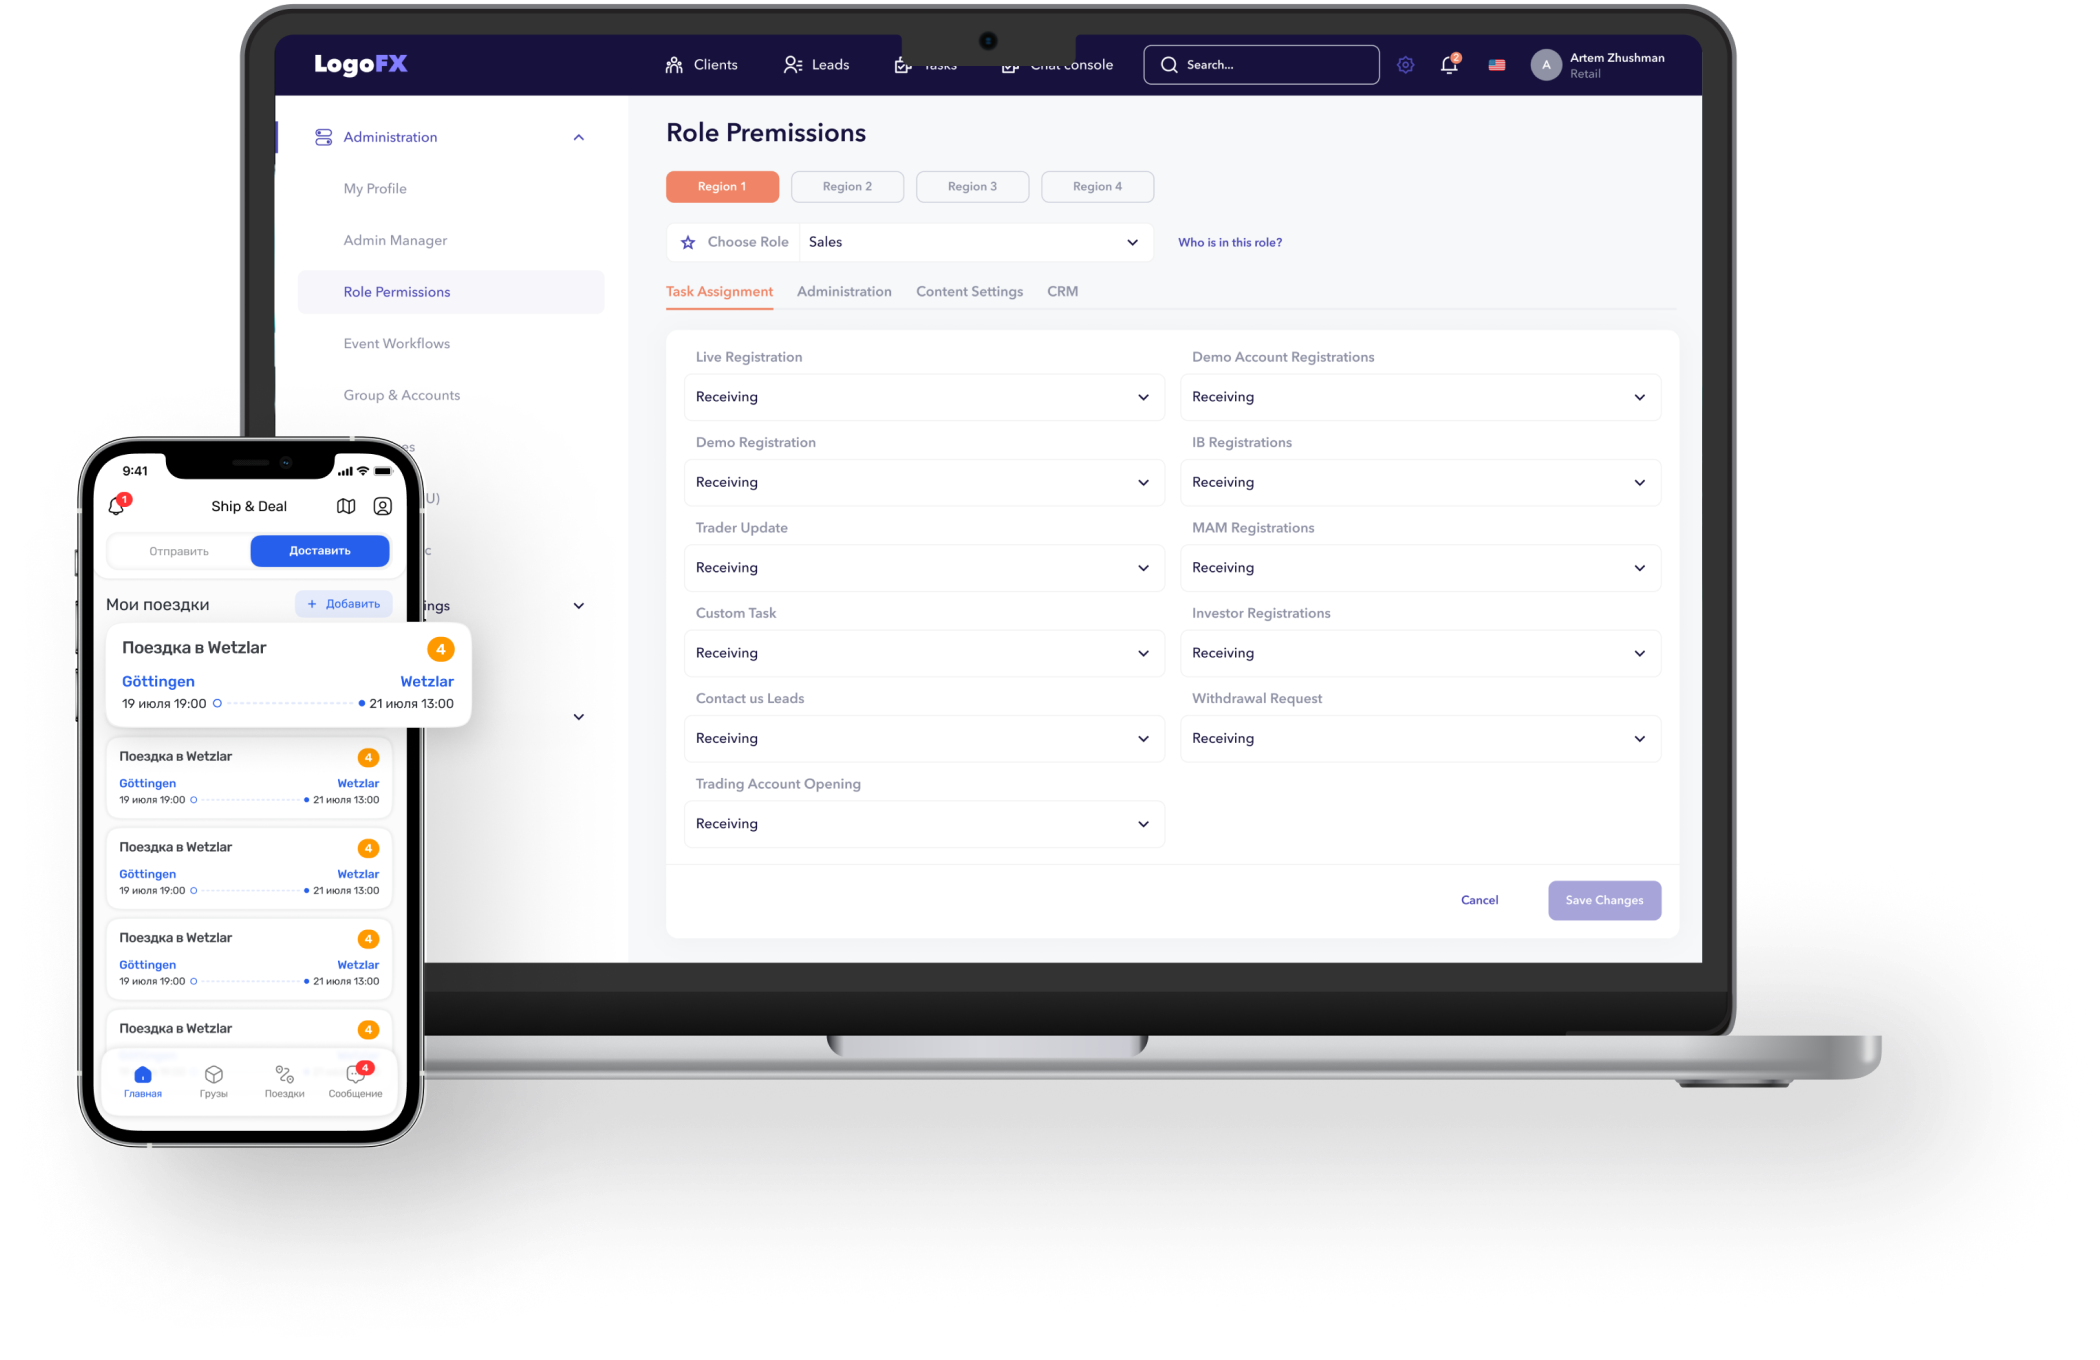 LogoFX
Clients
Leads
Tasks
Chat console
Search...
2
A
Artem Zhushman
Retail
Administration
My Profile
Admin Manager
Role Permissions
Event Workflows
Group & Accounts
Role Premissions
Region 1
Region 2
Region 3
Region 4
Choose Role
Sales
Who is in this role?
Task Assignment
Administration
Content Settings
CRM
Live Registration
Receiving
Demo Account Registrations
Receiving
Demo Registration
Receiving
IB Registrations
Receiving
Trader Update
Receiving
MAM Registrations
Receiving
Custom Task
Receiving
Investor Registrations
Receiving
Contact us Leads
Receiving
Withdrawal Request
Receiving
Trading Account Opening
Receiving
Cancel
Save Changes
9:41
1
Ship & Deal
Отправить
Доставить
Мои поездки
+ Добавить
Поездка в Wetzlar
4
Göttingen
Wetzlar
19 июля 19:00
21 июля 13:00
Поездка в Wetzlar
4
Göttingen
Wetzlar
19 июля 19:00
21 июля 13:00
Поездка в Wetzlar
4
Göttingen
Wetzlar
19 июля 19:00
21 июля 13:00
Поездка в Wetzlar
4
Göttingen
Wetzlar
19 июля 19:00
21 июля 13:00
Поездка в Wetzlar
4
Главная
Грузы
Поездки
4
Сообщение